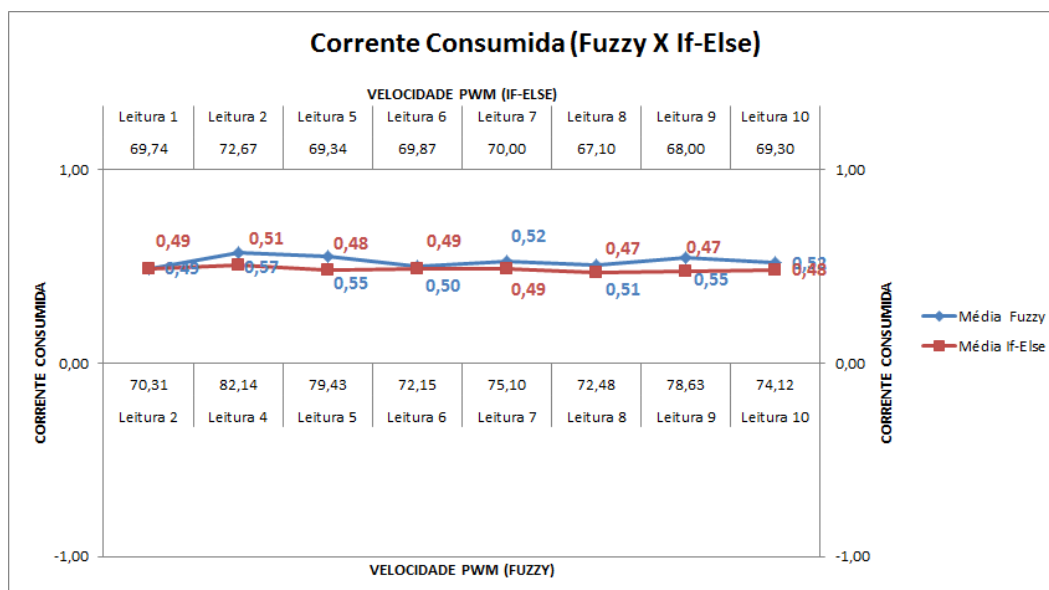 Corrente Consumida (Fuzzy X If-Else)
VELOCIDADE PWM (IF-ELSE)
Leitura 1 Leitura 2 Leitura 5 Leitura 6 Leitura 7 Leitura 8 Leitura 9 Leitura 10
69,74 72,67 69,34 69,87 70,00 67,10 68,00 69,30
1,00 1,00
0,49 0,51 0,48 0,49 0,52 0,47 0,47
0,49 0,57 0,55 0,50 0,49 0,51 0,55 0,52 0,48
CORRENTE CONSUMIDA
CORRENTE CONSUMIDA
Média Fuzzy
Média If-Else
0,00 0,00
70,31 82,14 79,43 72,15 75,10 72,48 78,63 74,12
Leitura 2 Leitura 4 Leitura 5 Leitura 6 Leitura 7 Leitura 8 Leitura 9 Leitura 10
-1,00 -1,00
VELOCIDADE PWM (FUZZY)